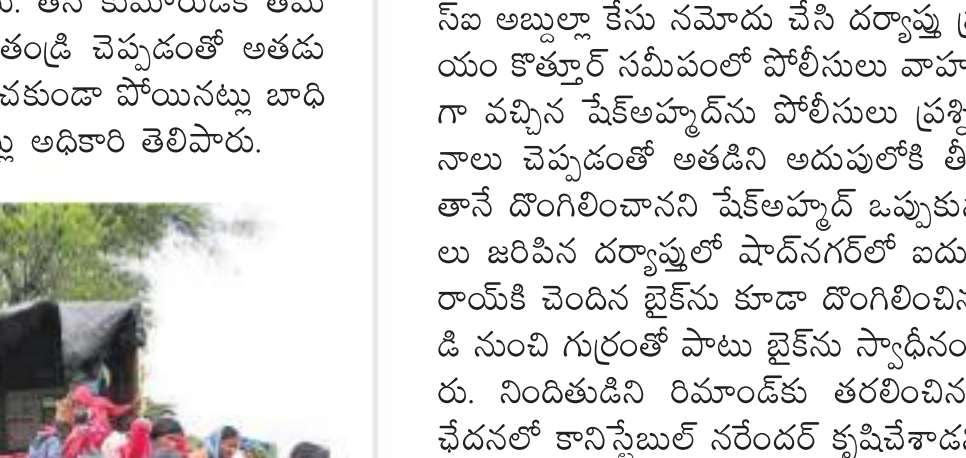 తండ్రి చెప్పడంతో అతడు
చకుండా పోయినట్లు బాధి
అధికారి తెలిపారు.
స్ఐ అబ్దుల్లా కేసు నమోదు చేసి దర్యాప్తు
యం కొత్తూర్ సమీపంలో పోలీసులు వాహ
గా వచ్చిన షేక్అహ్మద్ను పోలీసులు ప్రశ్ని
నాలు చెప్పడంతో అతడిని అదుపులోకి తీ
తానే దొంగిలించానని షేక్అహ్మద్ ఒప్పుకు
లు జరిపిన దర్యాప్తులో షాద్నగర్లో ఐదు
రాయ్కి చెందిన బైక్ను కూడా దొంగిలించిన
డి నుంచి గుర్రంతో పాటు బైక్ను స్వాధీనం
రు. నిందితుడిని రిమాండ్కు తరలించిన
ఛేదనలో కానిస్టేబుల్ నరేందర్ కృషిచేశాడ